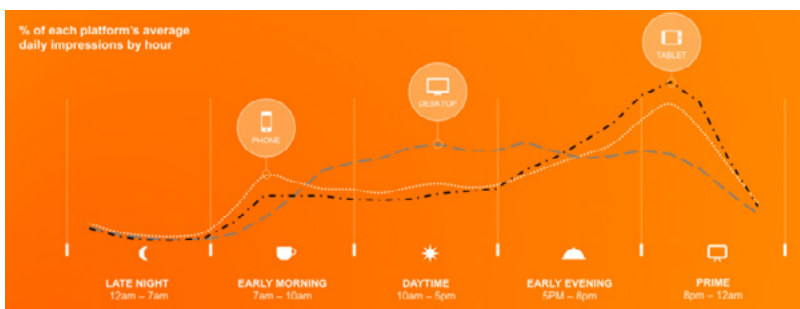 % of each platform's average
daily impressions by hour
TABLET
DESKTOP
PHONE
LATE NIGHT
12am – 7am
EARLY MORNING
7am – 10am
DAYTIME
10am – 5pm
EARLY EVENING
5PM – 8pm
PRIME
8pm – 12am